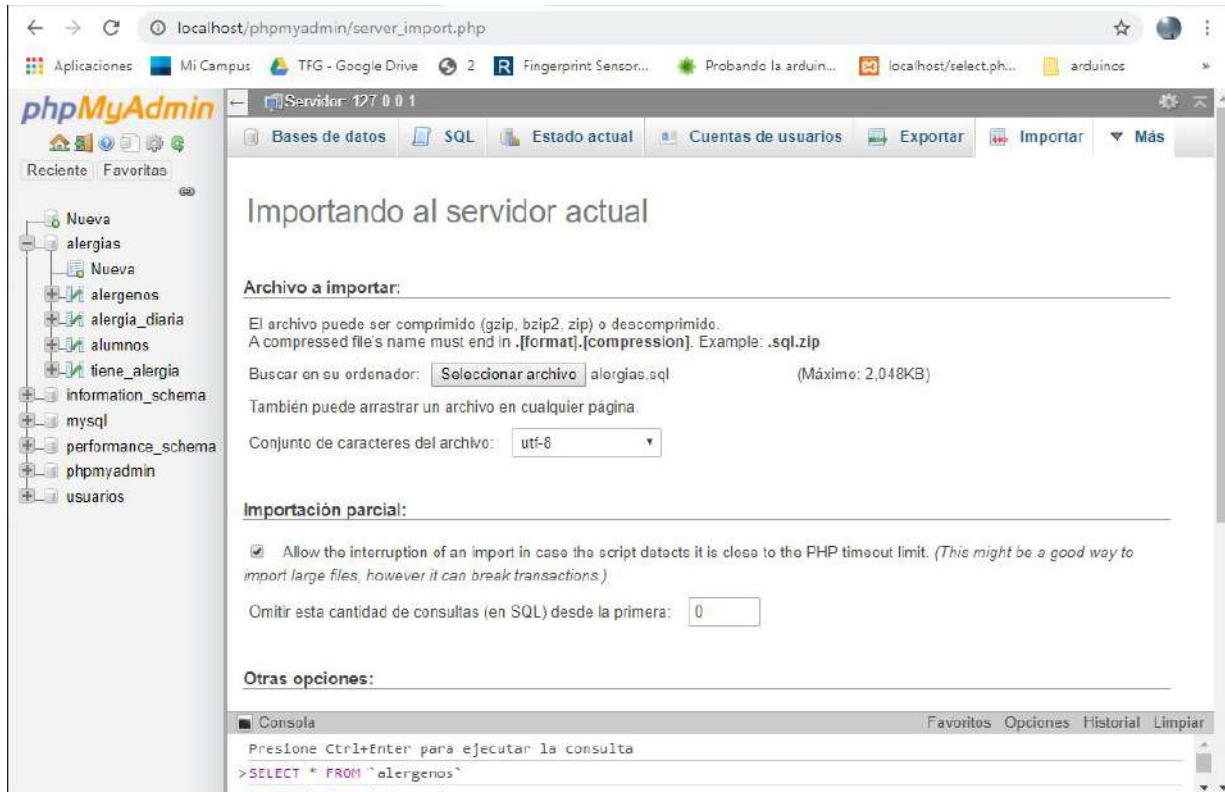 localhost/phpmyadmin/server_import.php
Aplicaciones Mi Campus TFG - Google Drive 2 R Fingerprint Sensor... Probando la arduin... localhost/select.ph... arduinos »
phpMyAdmin
Reciente Favoritas
Nueva
alergias
Nueva
alergenos
alergia_diaria
alumnos
tiene_alergia
information_schema
mysql
performance_schema
phpmyadmin
usuarios
Servidor: 127.0.0.1
Bases de datos SQL Estado actual Cuentas de usuarios Exportar Importar Más
Importando al servidor actual
Archivo a importar:
El archivo puede ser comprimido (gzip, bzip2, zip) o descomprimido.
A compressed file's name must end in .[format].[compression]. Example: .sql.zip
Buscar en su ordenador: Seleccionar archivo alergias.sql (Máximo: 2,048KB)
También puede arrastrar un archivo en cualquier página.
Conjunto de caracteres del archivo: utf-8
Importación parcial:
Allow the interruption of an import in case the script detects it is close to the PHP timeout limit. (This might be a good way to
import large files, however it can break transactions.)
Omitir esta cantidad de consultas (en SQL) desde la primera: 0
Otras opciones:
Consola Favoritos Opciones Historial Limpiar
Presione Ctrl+Enter para ejecutar la consulta
>SELECT * FROM `alergenos`